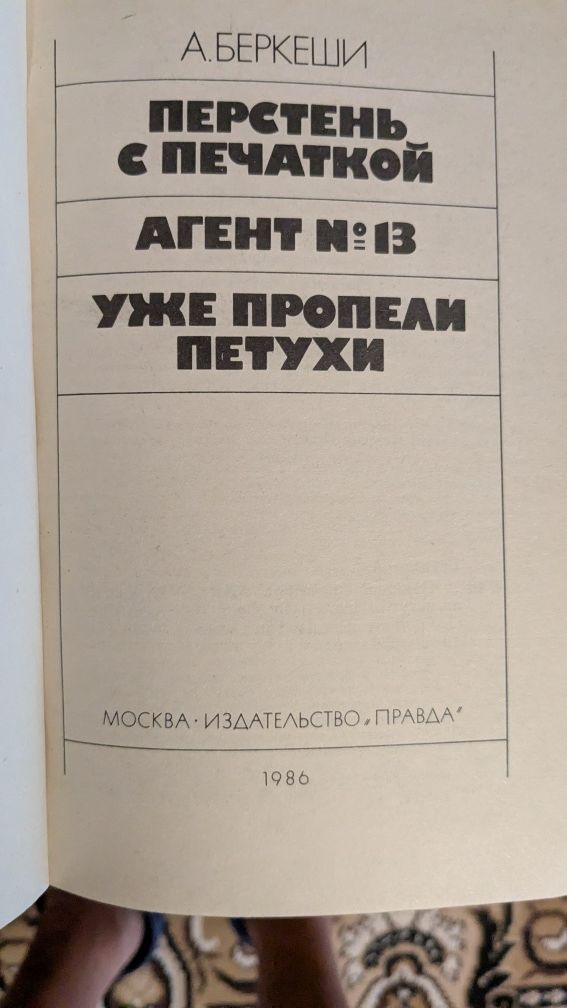 А.БЕРКЕШИ
ПЕРСТЕНЬ
С ПЕЧАТКОЙ
АГЕНТ №13
УЖЕ ПРОПЕЛИ
ПЕТУХИ
МОСКВА · ИЗДАТЕЛЬСТВО „ПРАВДА“
1986